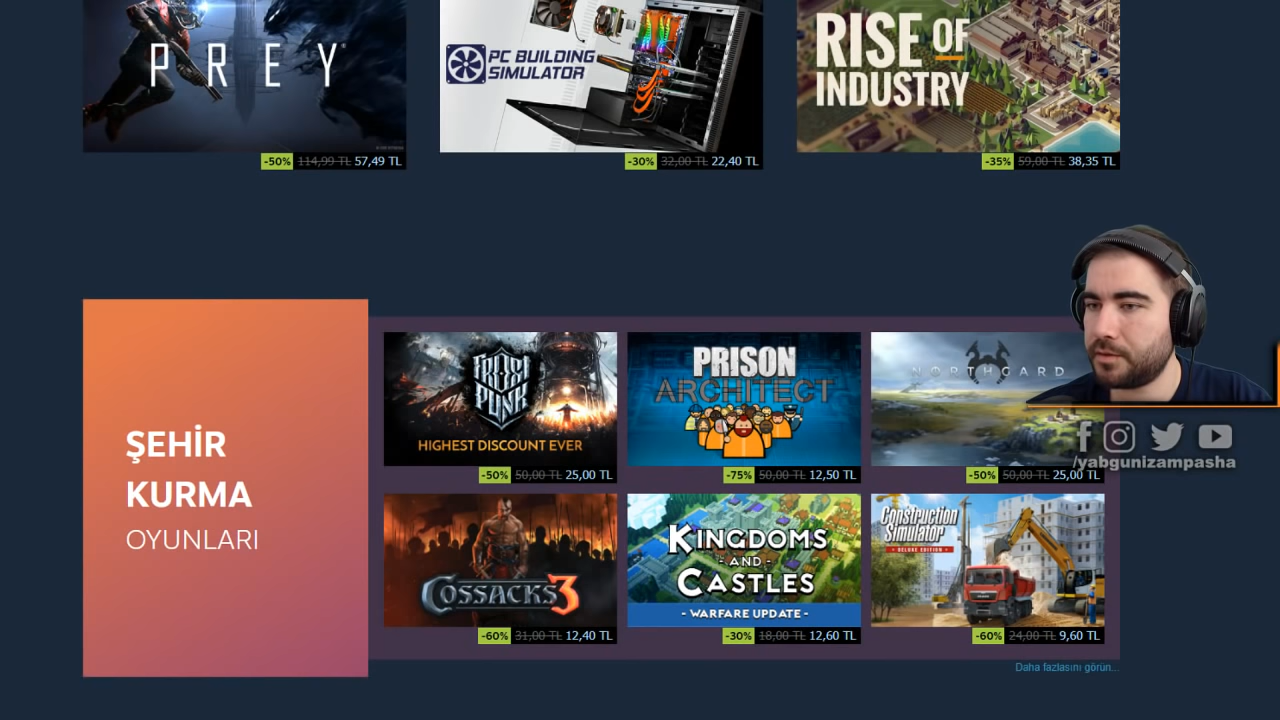 PREY
PC BUILDING
SIMULATOR
RISE OF
INDUSTRY
-50% 114,99 TL 57,49 TL
-30% 32,00 TL 22,40 TL
-35% 59,00 TL 38,35 TL
ŞEHİR
KURMA
OYUNLARI
FROST
PUNK
HIGHEST DISCOUNT EVER
PRISON
ARCHITECT
NORTHGARD
-50% 50,00 TL 25,00 TL
-75% 50,00 TL 12,50 TL
-50% 50,00 TL 25,00 TL
/yabgunizampasha
COSSACKS 3
KINGDOMS
- AND -
CASTLES
- WARFARE UPDATE -
Construction
Simulator
DELUXE EDITION
-60% 31,00 TL 12,40 TL
-30% 18,00 TL 12,60 TL
-60% 24,00 TL 9,60 TL
Daha fazlasını görün...